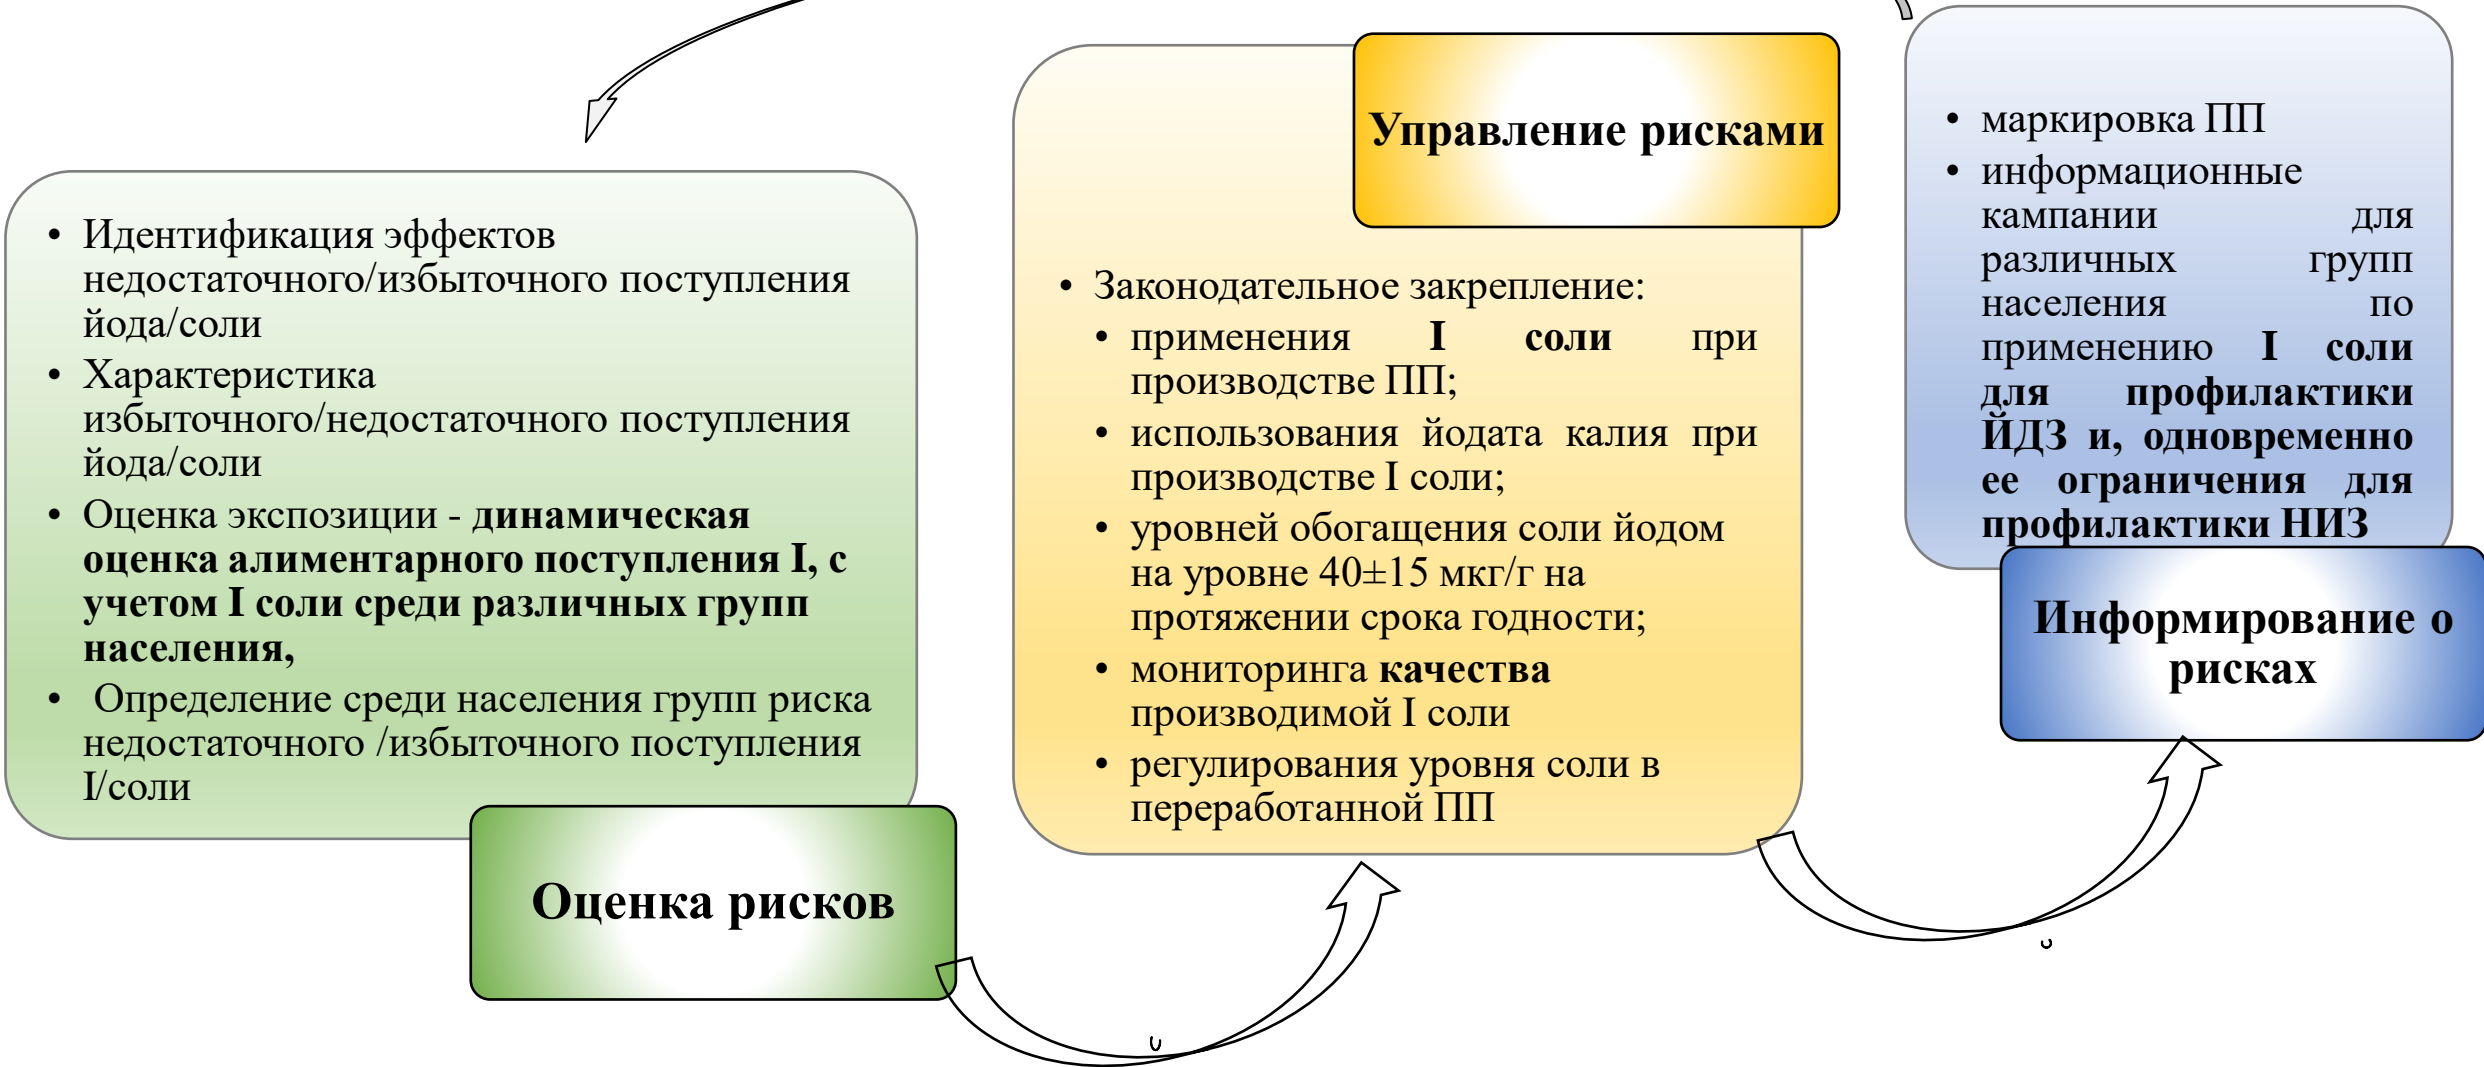 • Идентификация эффектов
недостаточного/избыточного поступления
йода/соли
• Характеристика
избыточного/недостаточного поступления
йода/соли
• Оценка экспозиции - динамическая
оценка алиментарного поступления I, с
учетом I соли среди различных групп
населения,
• Определение среди населения групп риска
недостаточного /избыточного поступления
I/соли
Оценка рисков
Управление рисками
• Законодательное закрепление:
• применения I соли при
производстве ПП;
• использования йодата калия при
производстве I соли;
• уровней обогащения соли йодом
на уровне 40±15 мкг/г на
протяжении срока годности;
• мониторинга качества
производимой I соли
• регулирования уровня соли в
переработанной ПП
• маркировка ПП
• информационные
кампании для
различных групп
населения по
применению I соли
для профилактики
ЙДЗ и, одновременно
ее ограничения для
профилактики НИЗ
Информирование о
рисках